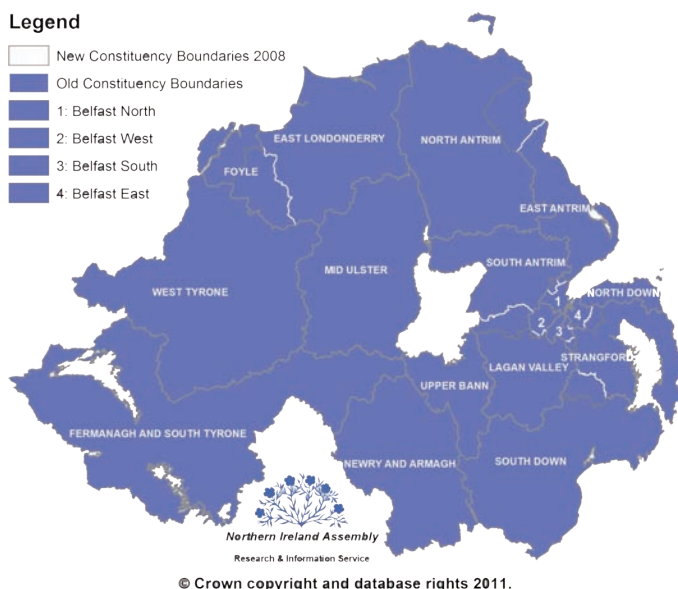 Legend
New Constituency Boundaries 2008
Old Constituency Boundaries
1: Belfast North
2: Belfast West
3: Belfast South
4: Belfast East
EAST LONDONDERRY
NORTH ANTRIM
FOYLE
EAST ANTRIM
SOUTH ANTRIM
MID ULSTER
WEST TYRONE
NORTH DOWN
1
2
3
4
STRANGFORD
LAGAN VALLEY
UPPER BANN
FERMANAGH AND SOUTH TYRONE
NEWRY AND ARMAGH
SOUTH DOWN
Northern Ireland Assembly
Research & Information Service
© Crown copyright and database rights 2011.